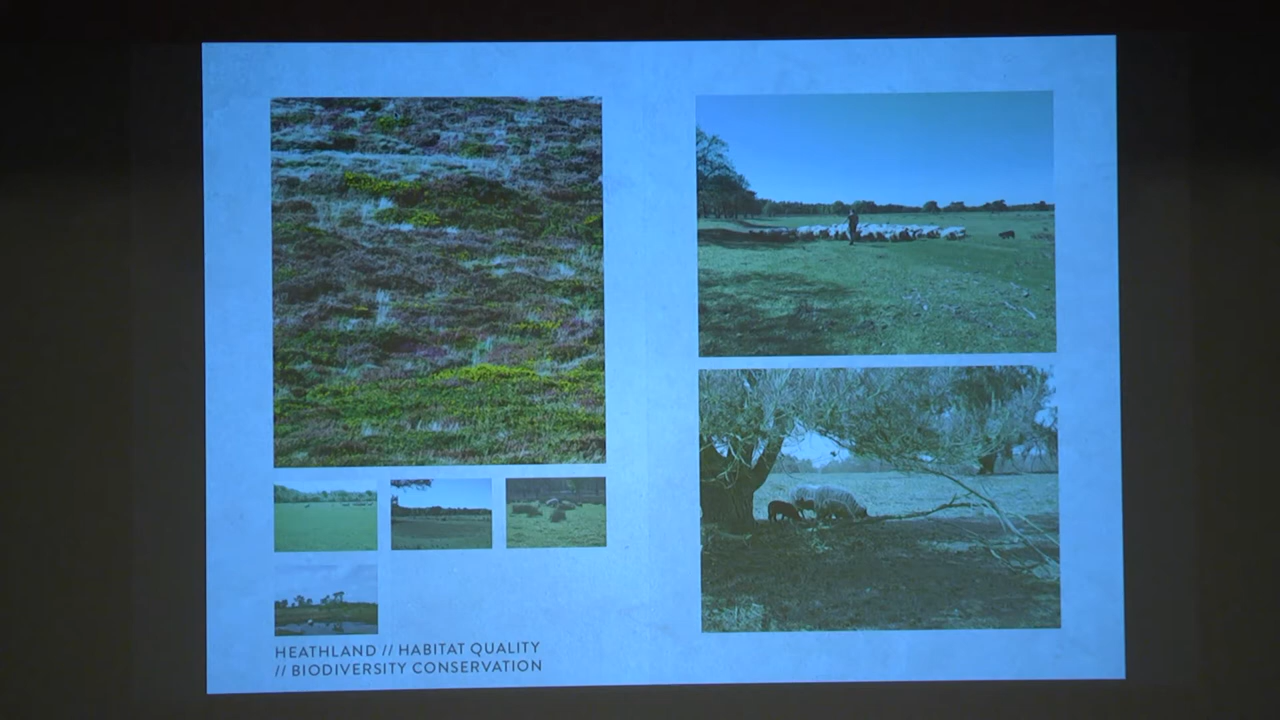 HEATHLAND // HABITAT QUALITY
// BIODIVERSITY CONSERVATION